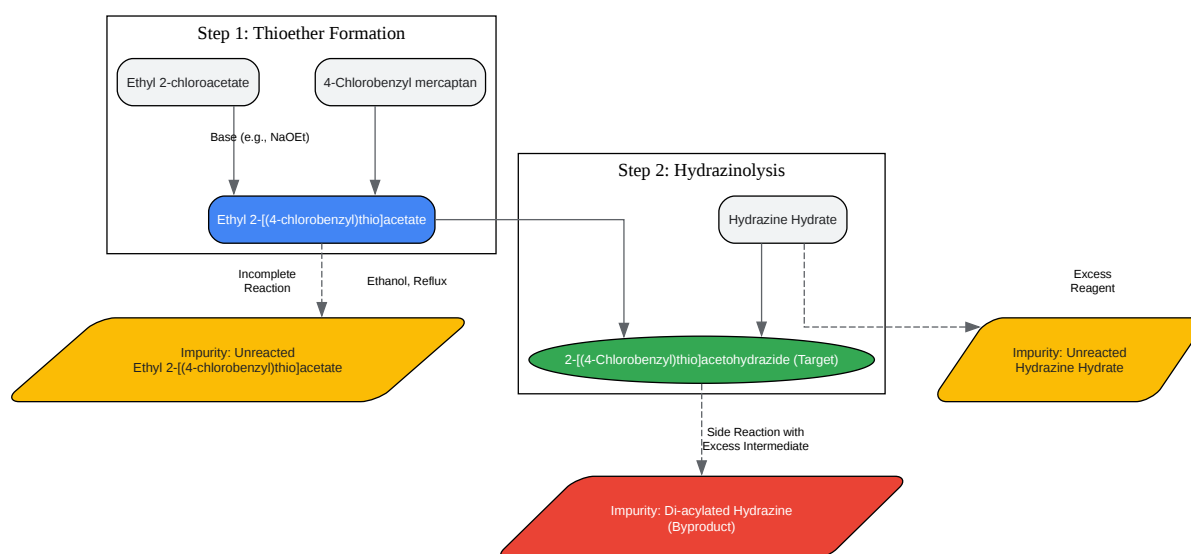 Step 1: Thioether Formation
Ethyl 2-chloroacetate
4-Chlorobenzyl mercaptan
Base (e.g., NaOEt)
Ethyl 2-[(4-chlorobenzyl)thio]acetate
Step 2: Hydrazinolysis
Hydrazine Hydrate
Incomplete
Reaction
Ethanol, Reflux
Excess
Reagent
Impurity: Unreacted
Ethyl 2-[(4-chlorobenzyl)thio]acetate
2-[(4-Chlorobenzyl)thio]acetohydrazide (Target)
Impurity: Unreacted
Hydrazine Hydrate
Side Reaction with
Excess Intermediate
Impurity: Di-acylated Hydrazine
(Byproduct)